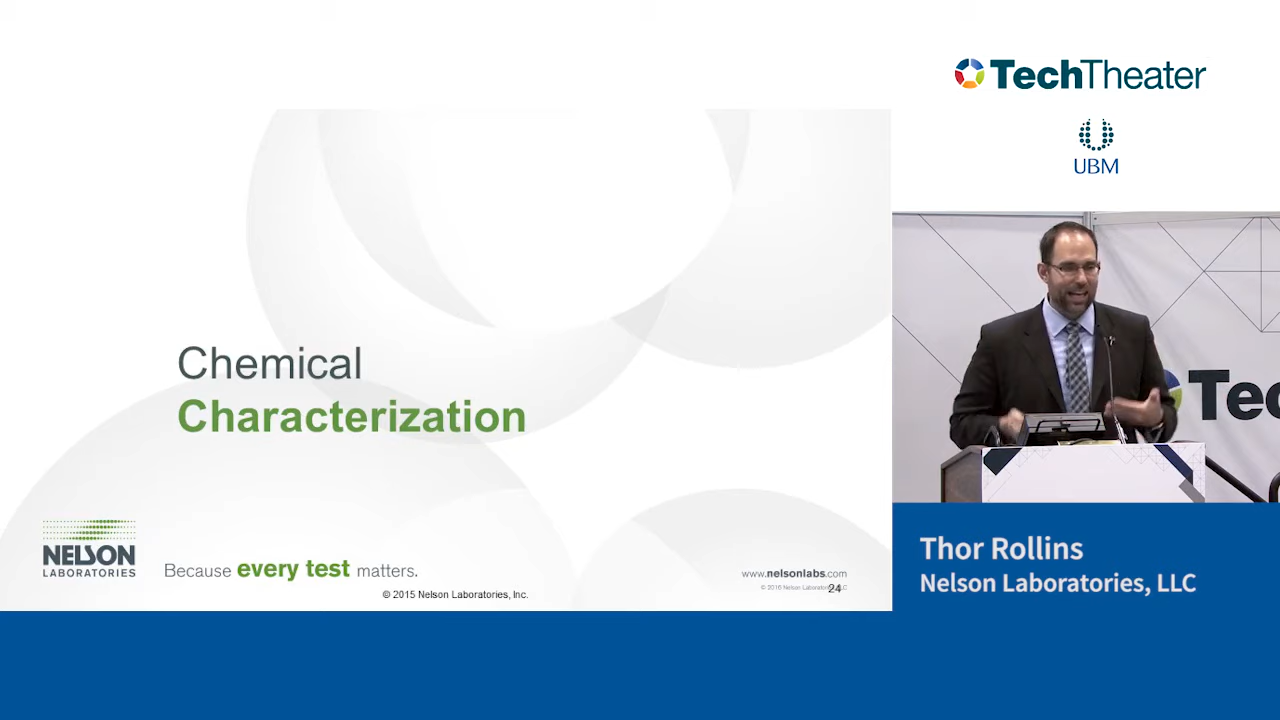 TechTheater
UBM
Chemical
Characterization
NELSON
LABORATORIES
Because every test matters.
www.nelsonlabs.com
© 2015 Nelson Laboratories, Inc.
24
Tec
Thor Rollins
Nelson Laboratories, LLC